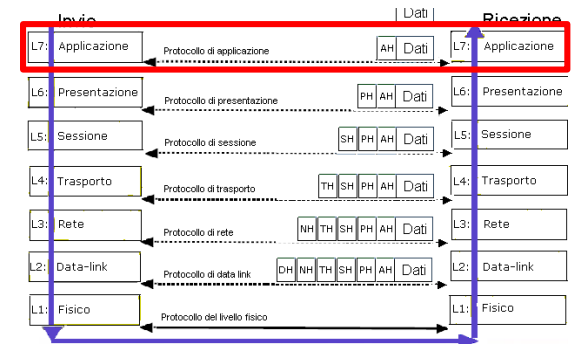 Invio Dati Ricezione
L7: Applicazione Protocollo di applicazione AH Dati L7: Applicazione
L6: Presentazione Protocollo di presentazione PH AH Dati L6: Presentazione
L5: Sessione Protocollo di sessione SH PH AH Dati L5: Sessione
L4: Trasporto Protocollo di trasporto TH SH PH AH Dati L4: Trasporto
L3: Rete Protocollo di rete NH TH SH PH AH Dati L3: Rete
L2: Data-link Protocollo di data link DH NH TH SH PH AH Dati L2: Data-link
L1: Fisico Protocollo del livello fisico L1: Fisico